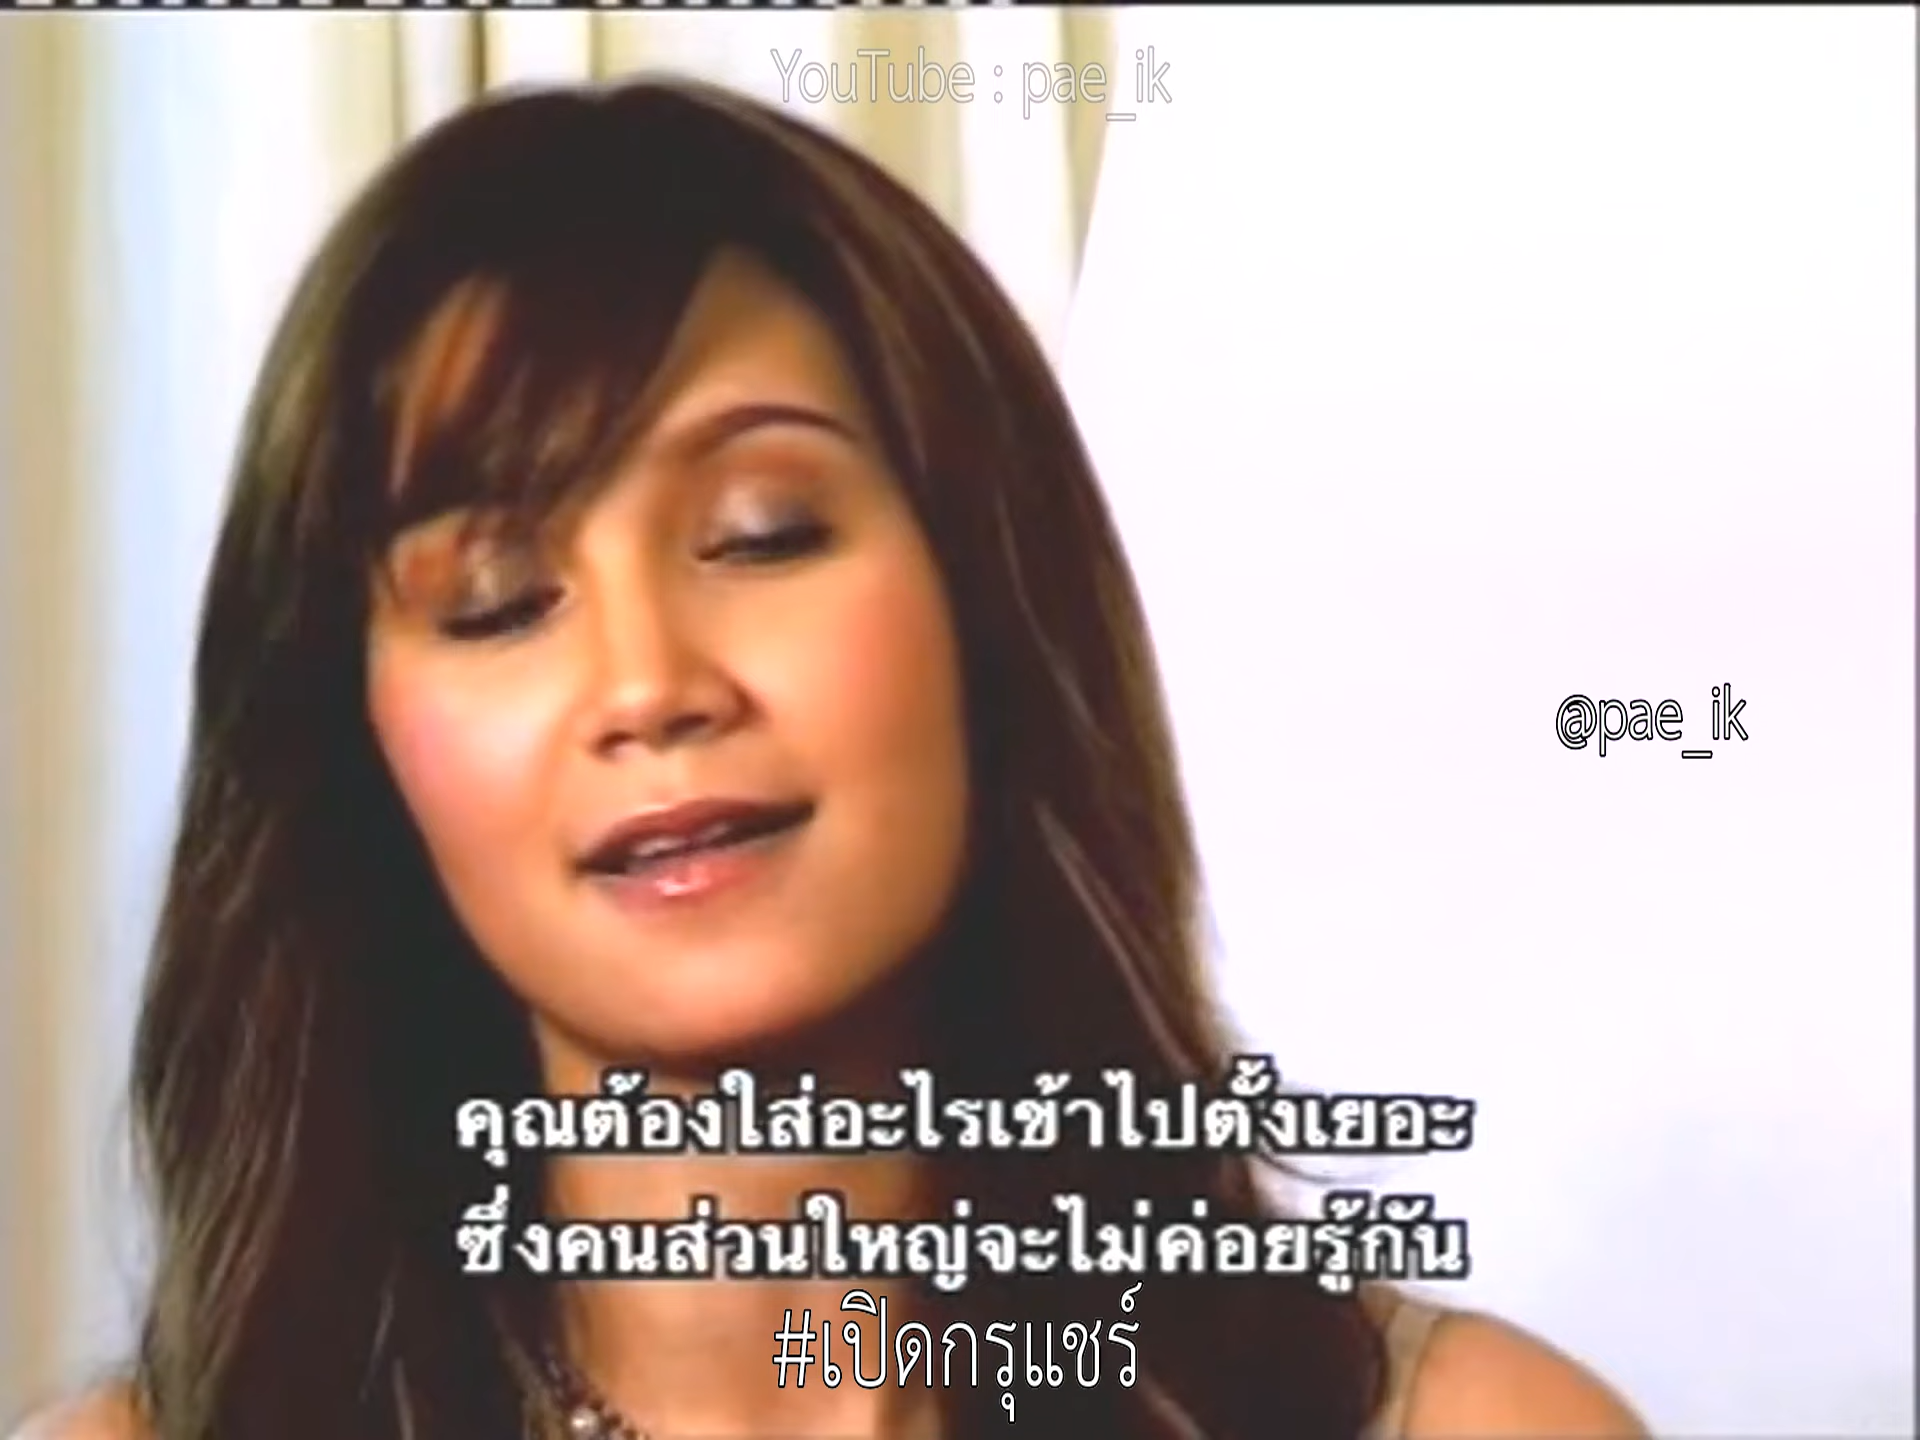 YouTube : pae_ik
@pae_ik
คุณต้องใส่อะไรเข้าไปตั้งเยอะ
ซึ่งคนส่วนใหญ่จะไม่ค่อยรู้กัน
#เปิดกรุแชร์